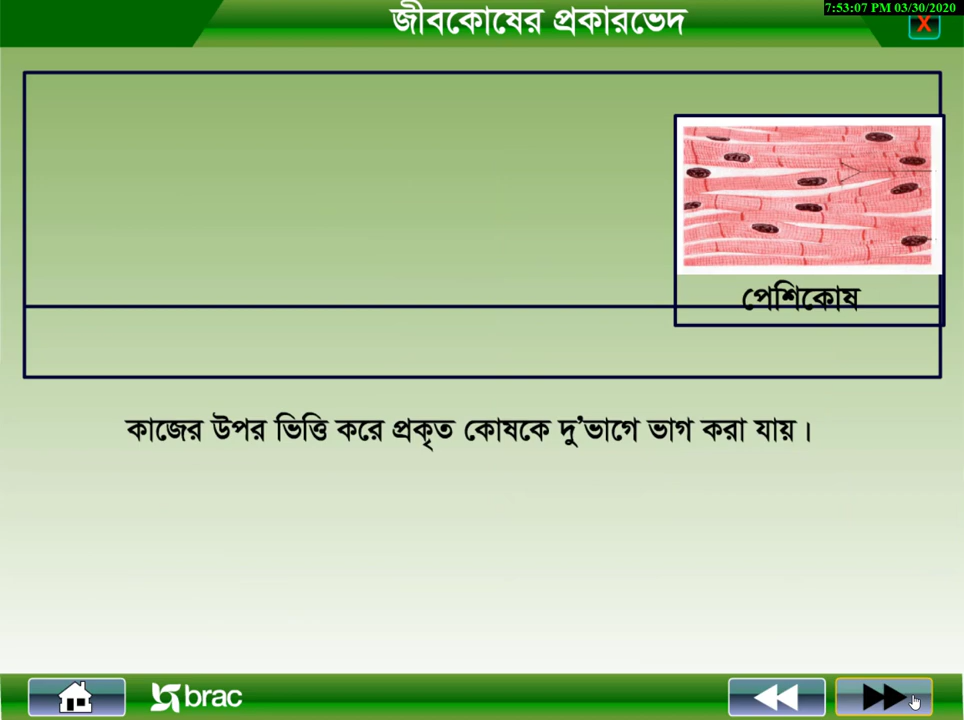 7:53:07 PM 03/30/2020
জীবকোষের প্রকারভেদ
X
পেশিকোষ
কাজের উপর ভিত্তি করে প্রকৃত কোষকে দু’ভাগে ভাগ করা যায়।
brac